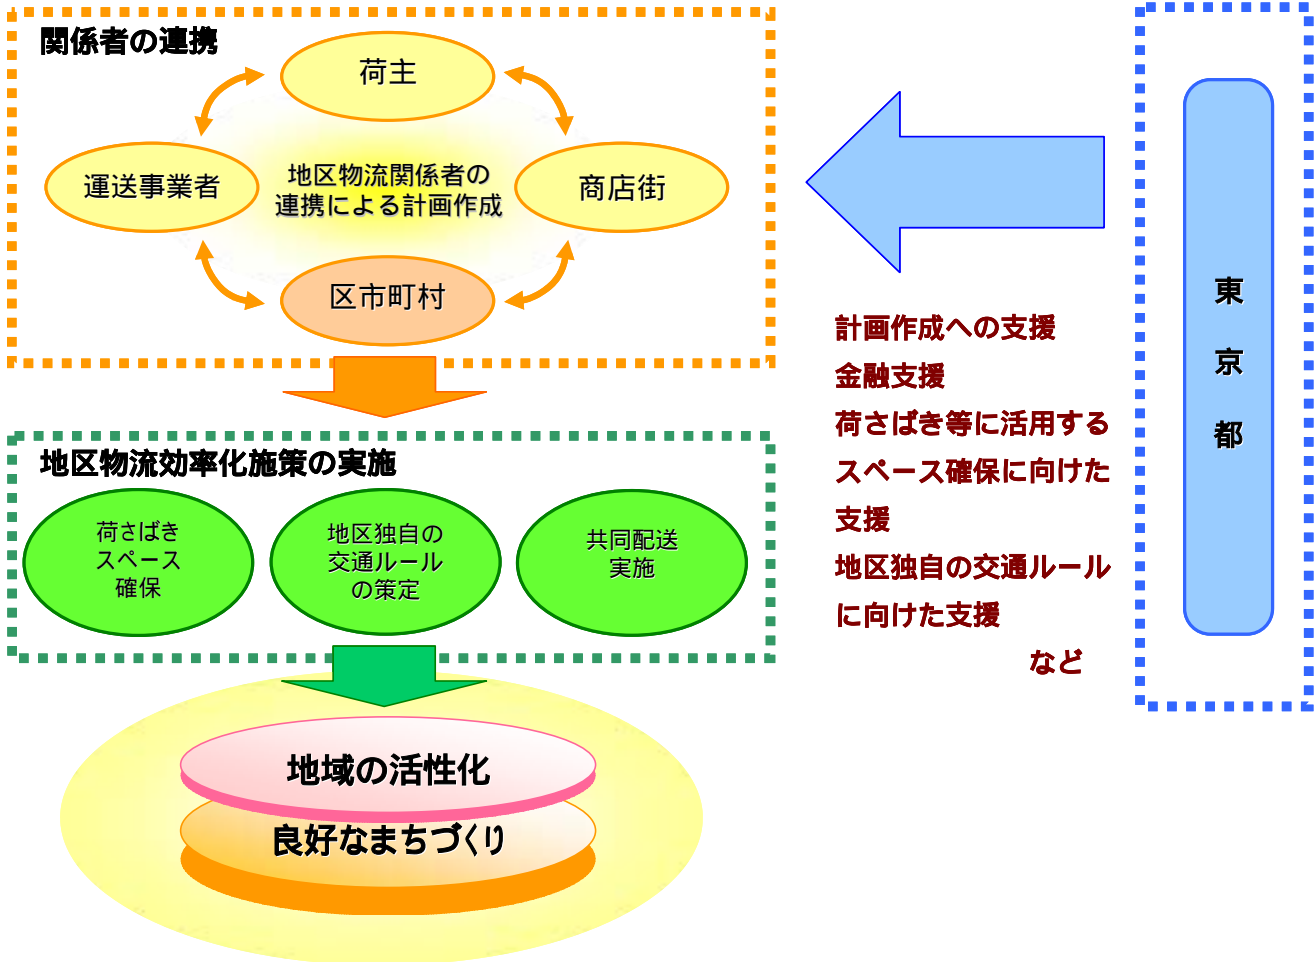 関係者の連携
荷主
運送事業者
地区物流関係者の
連携による計画作成
商店街
区市町村
地区物流効率化施策の実施
荷さばき
スペース
確保
地区独自の
交通ルール
の策定
共同配送
実施
地域の活性化
良好なまちづくり
計画作成への支援
金融支援
荷さばき等に活用する
スペース確保に向けた
支援
地区独自の交通ルール
に向けた支援
など
東
京
都